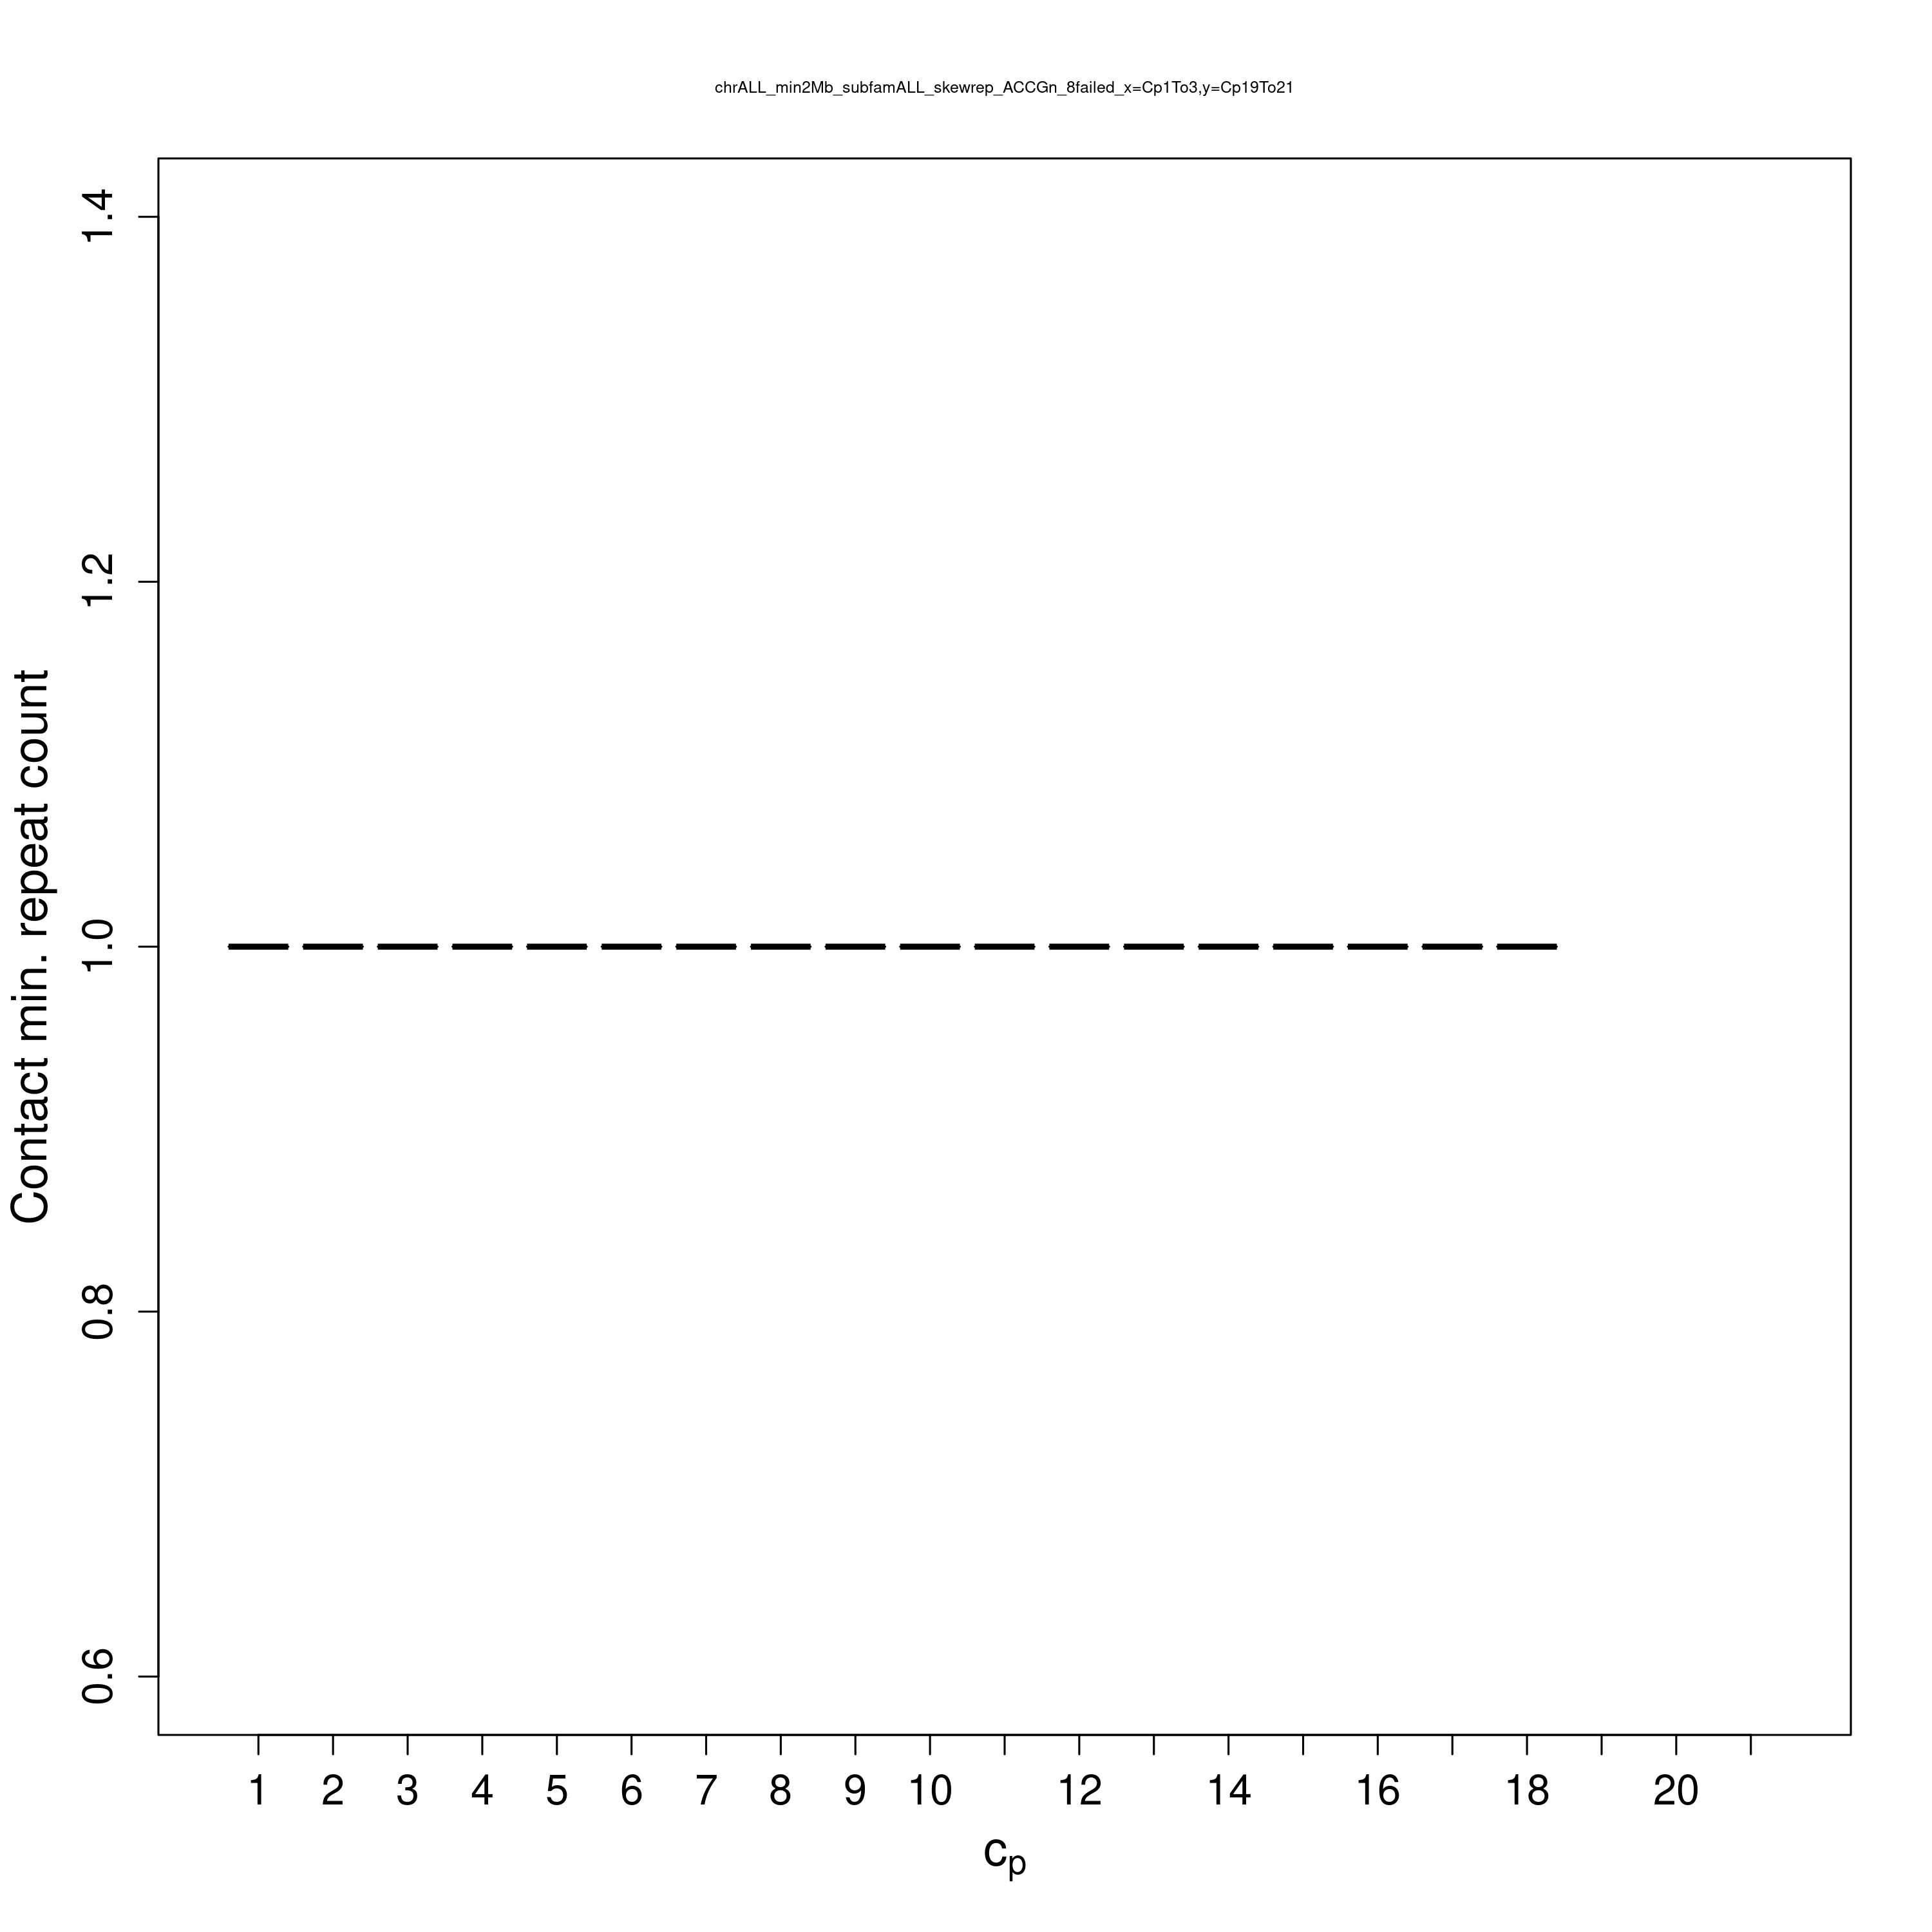 chrALL_min2Mb_subfamALL_skewrep_ACCGn_8failed_x=Cp1To3,y=Cp19To21
Contact min. repeat count
1.4
1.2
1.0
0.8
0.6
1 2 3 4 5 6 7 8 9 10 12 14 16 18 20
cp